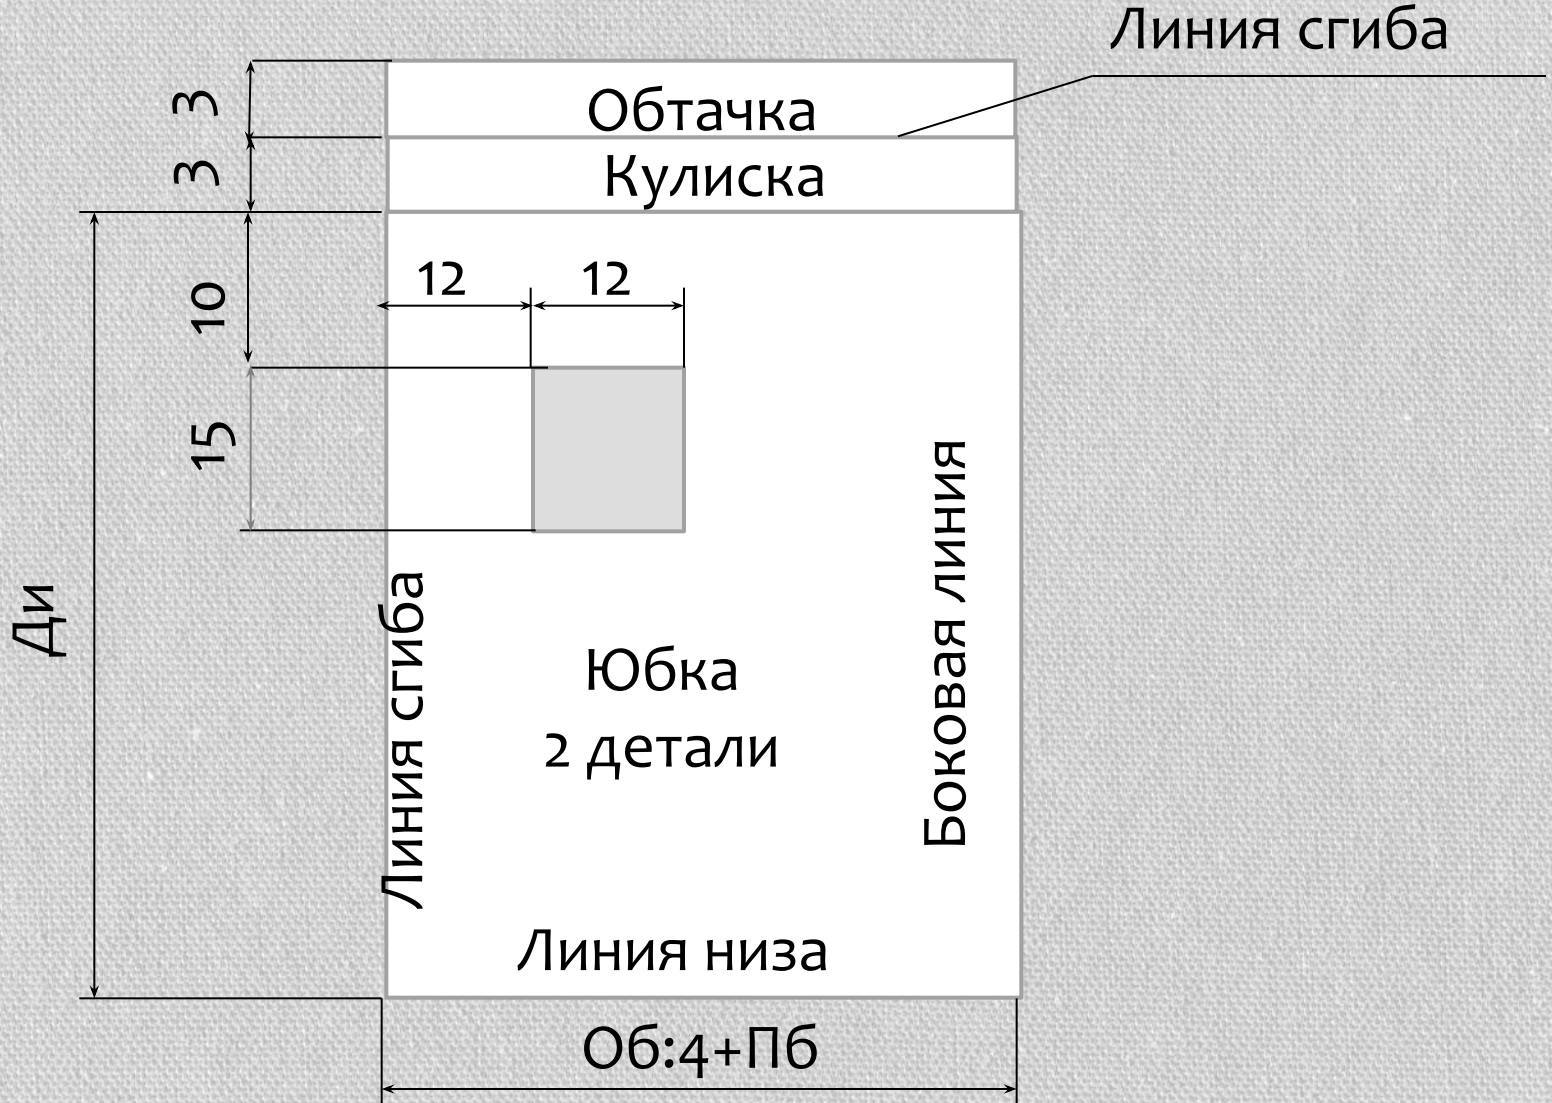 Линия сгиба
3
Обтачка
3
Кулиска
12
12
10
15
Ди
Линия сгиба
Боковая линия
Юбка
2 детали
Линия низа
Об:4+Пб